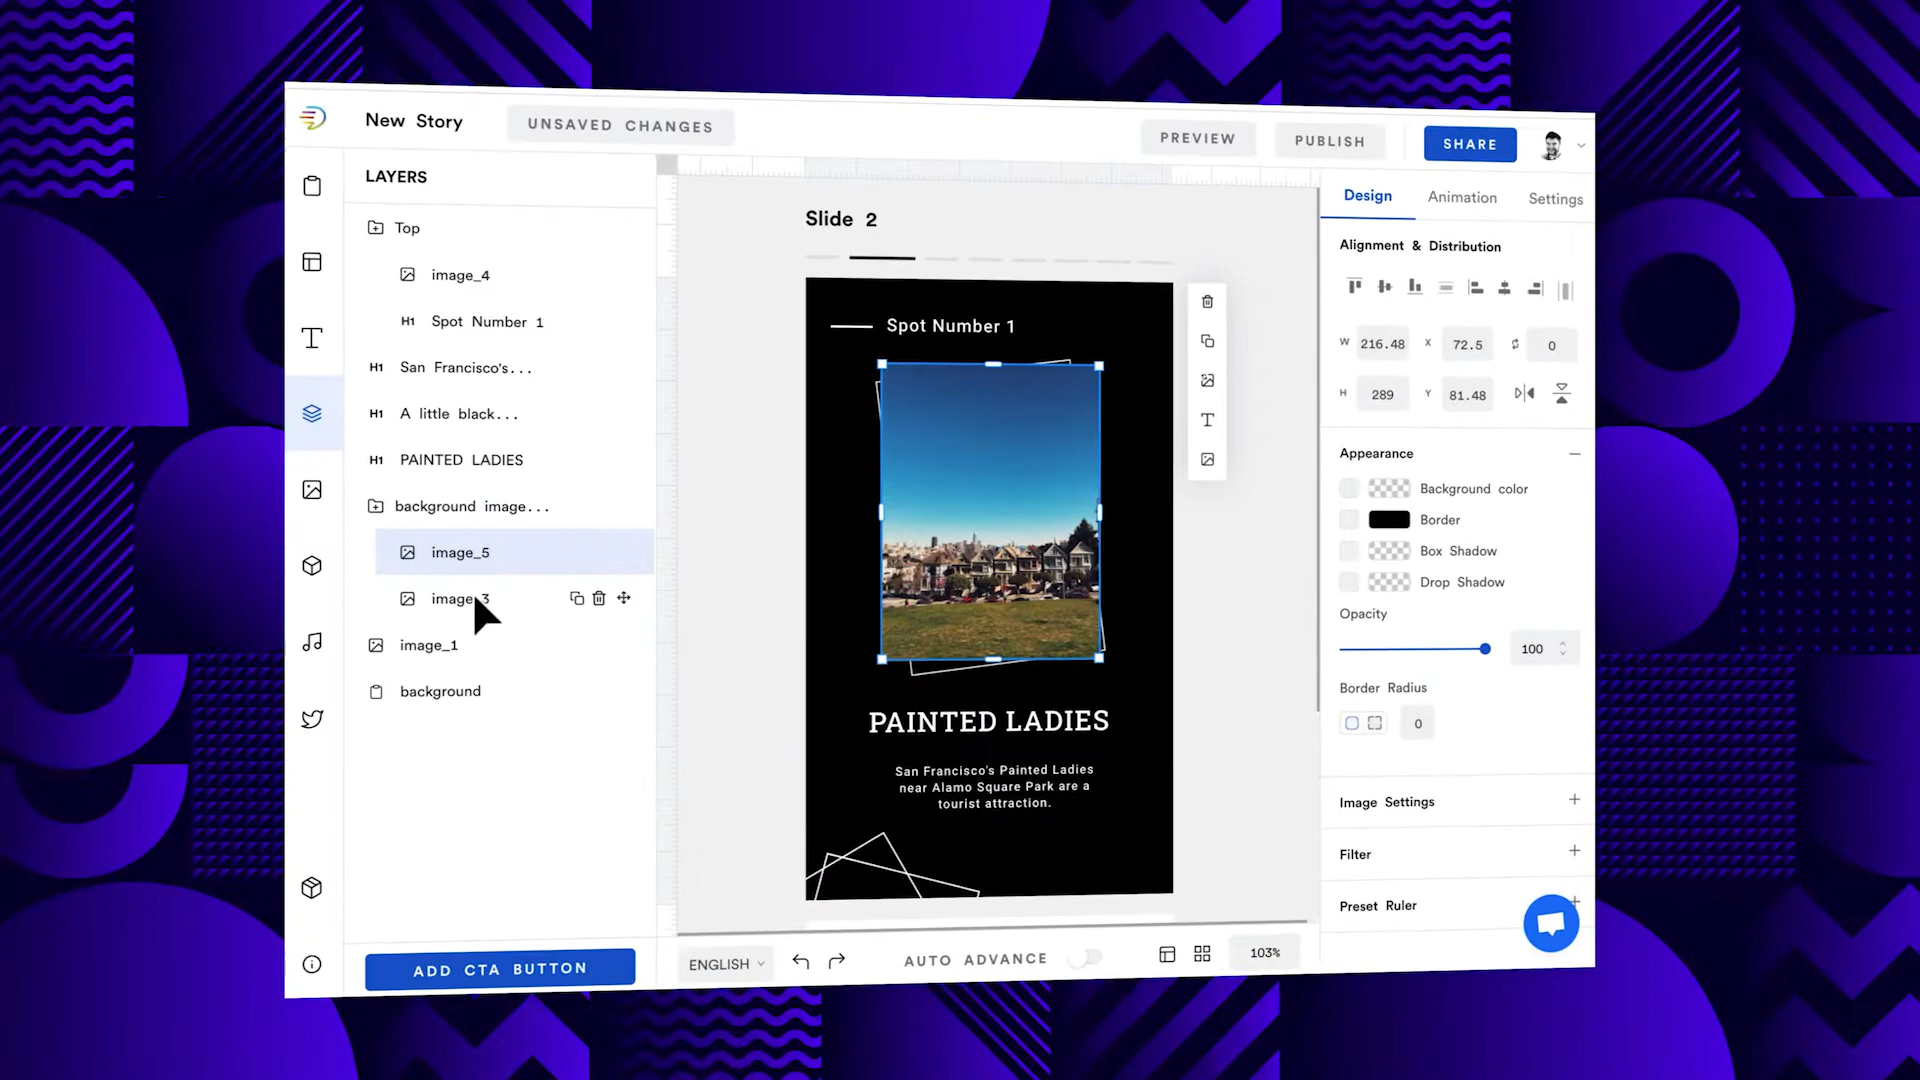 New Story
UNSAVED CHANGES
PREVIEW
PUBLISH
SHARE
LAYERS
Top
image_4
H1 Spot Number 1
H1 San Francisco's...
H1 A little black...
H1 PAINTED LADIES
background image...
image_5
image_3
image_1
background
ADD CTA BUTTON
Slide 2
Spot Number 1
PAINTED LADIES
San Francisco's Painted Ladies
near Alamo Square Park are a
tourist attraction.
ENGLISH
AUTO ADVANCE
103%
Design Animation Settings
Alignment & Distribution
W 216.48 X 72.5 0
H 289 Y 81.48
Appearance
Background color
Border
Box Shadow
Drop Shadow
Opacity
100
Border Radius
0
Image Settings
Filter
Preset Ruler